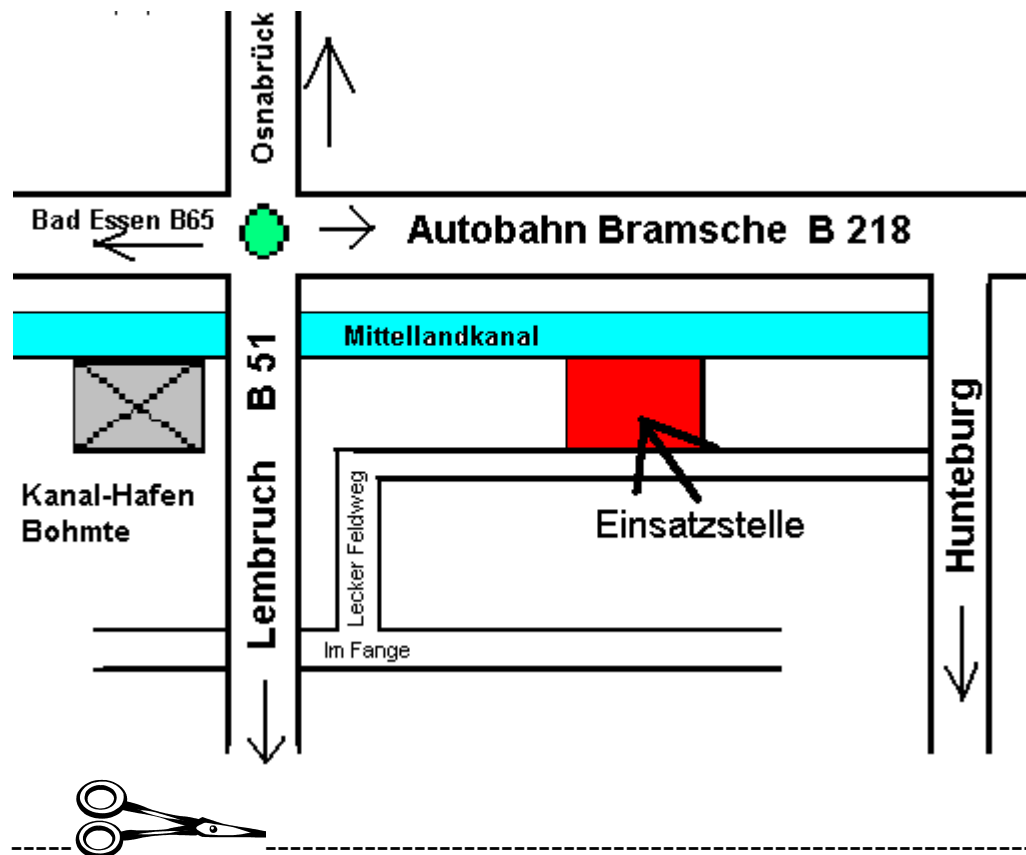 Osnabrück
Bad Essen B65
Autobahn Bramsche B 218
Mittellandkanal
Lembruch B 51
Kanal-Hafen
Bohmte
Lecker Feldweg
Einsatzstelle
Hunteburg
Im Fange